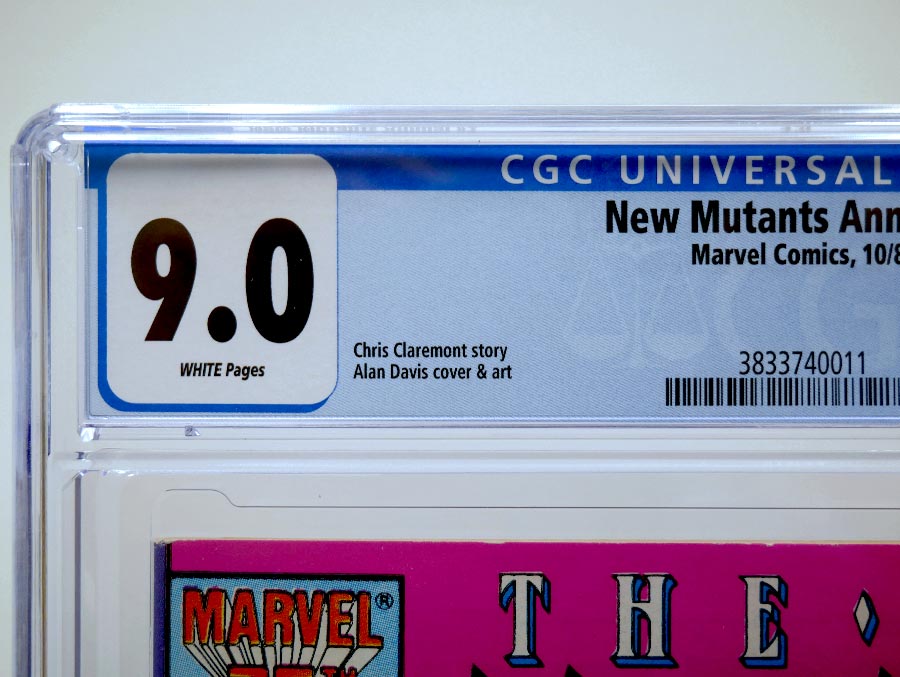 CGC UNIVERSAL
New Mutants Ann
Marvel Comics, 10/8
9.0
WHITE Pages
Chris Claremont story
Alan Davis cover & art
3833740011
THE
MARVEL®
25TH